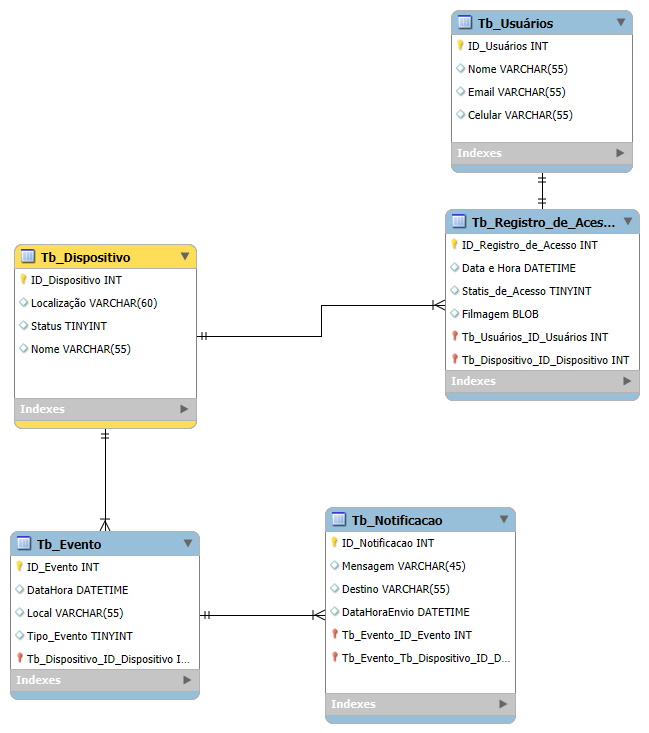 Tb_Usuários
ID_Usuários INT
Nome VARCHAR(55)
Email VARCHAR(55)
Celular VARCHAR(55)
Indexes
Tb_Registro_de_Aces...
ID_Registro_de_Acesso INT
Data e Hora DATETIME
Statis_de_Acesso TINYINT
Filmagem BLOB
Tb_Usuários_ID_Usuários INT
Tb_Dispositivo_ID_Dispositivo INT
Indexes
Tb_Dispositivo
ID_Dispositivo INT
Localização VARCHAR(60)
Status TINYINT
Nome VARCHAR(55)
Indexes
Tb_Evento
ID_Evento INT
DataHora DATETIME
Local VARCHAR(55)
Tipo_Evento TINYINT
Tb_Dispositivo_ID_Dispositivo I...
Indexes
Tb_Notificacao
ID_Notificacao INT
Mensagem VARCHAR(45)
Destino VARCHAR(55)
DataHoraEnvio DATETIME
Tb_Evento_ID_Evento INT
Tb_Evento_Tb_Dispositivo_ID_D...
Indexes